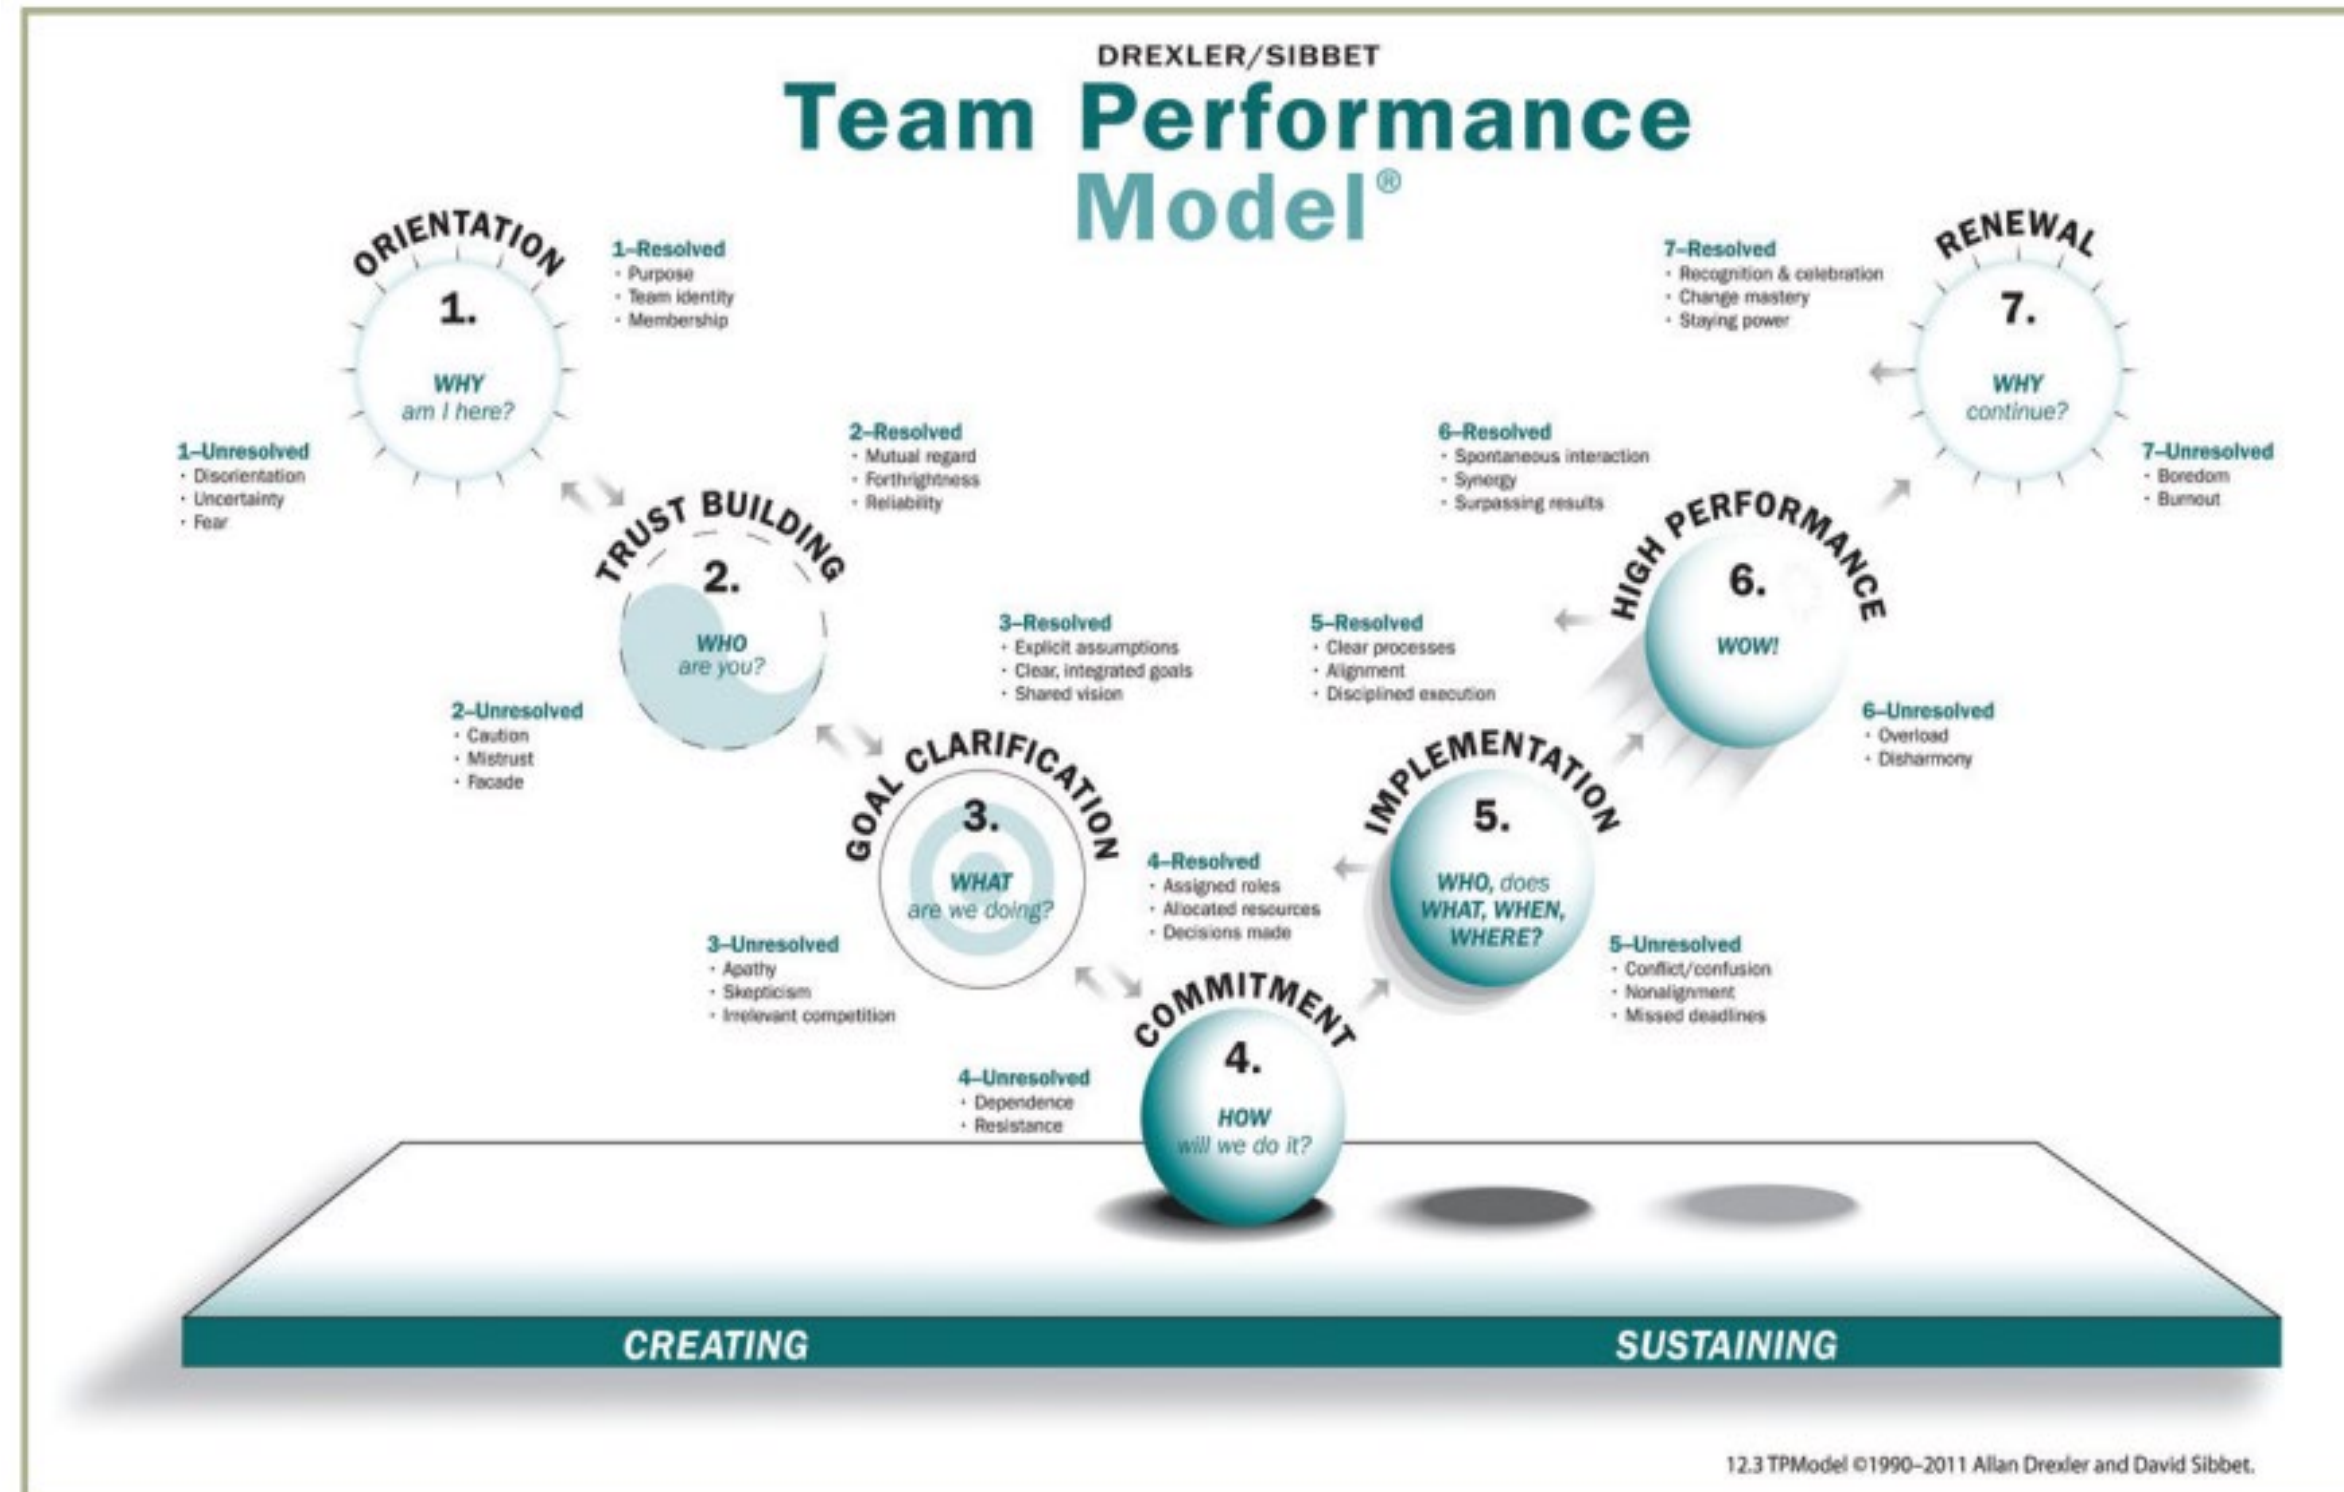 DREXLER/SIBBET
Team Performance
Model®
ORIENTATION
1.
WHY
am I here?
1–Resolved
• Purpose
• Team identity
• Membership
1–Unresolved
• Disorientation
• Uncertainty
• Fear
TRUST BUILDING
2.
WHO
are you?
2–Resolved
• Mutual regard
• Forthrightness
• Reliability
2–Unresolved
• Caution
• Mistrust
• Facade
GOAL CLARIFICATION
3.
WHAT
are we doing?
3–Resolved
• Explicit assumptions
• Clear, integrated goals
• Shared vision
3–Unresolved
• Apathy
• Skepticism
• Irrelevant competition
COMMITMENT
4.
HOW
will we do it?
4–Resolved
• Assigned roles
• Allocated resources
• Decisions made
4–Unresolved
• Dependence
• Resistance
IMPLEMENTATION
5.
WHO, does
WHAT, WHEN,
WHERE?
5–Resolved
• Clear processes
• Alignment
• Disciplined execution
5–Unresolved
• Conflict/confusion
• Nonalignment
• Missed deadlines
HIGH PERFORMANCE
6.
WOW!
6–Resolved
• Spontaneous interaction
• Synergy
• Surpassing results
6–Unresolved
• Overload
• Disharmony
RENEWAL
7.
WHY
continue?
7–Resolved
• Recognition & celebration
• Change mastery
• Staying power
7–Unresolved
• Boredom
• Burnout
CREATING
SUSTAINING
12.3 TPModel ©1990–2011 Allan Drexler and David Sibbet.